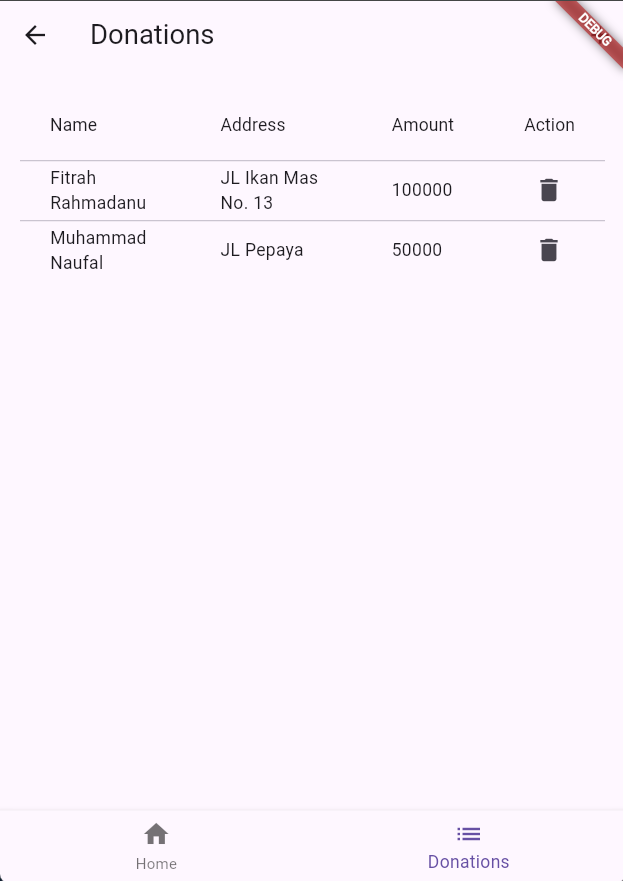 Donations
DEBUG
Name Address Amount Action
Fitrah
Rahmadanu
JL Ikan Mas
No. 13
100000
Muhammad
Naufal
JL Pepaya
50000
Home
Donations